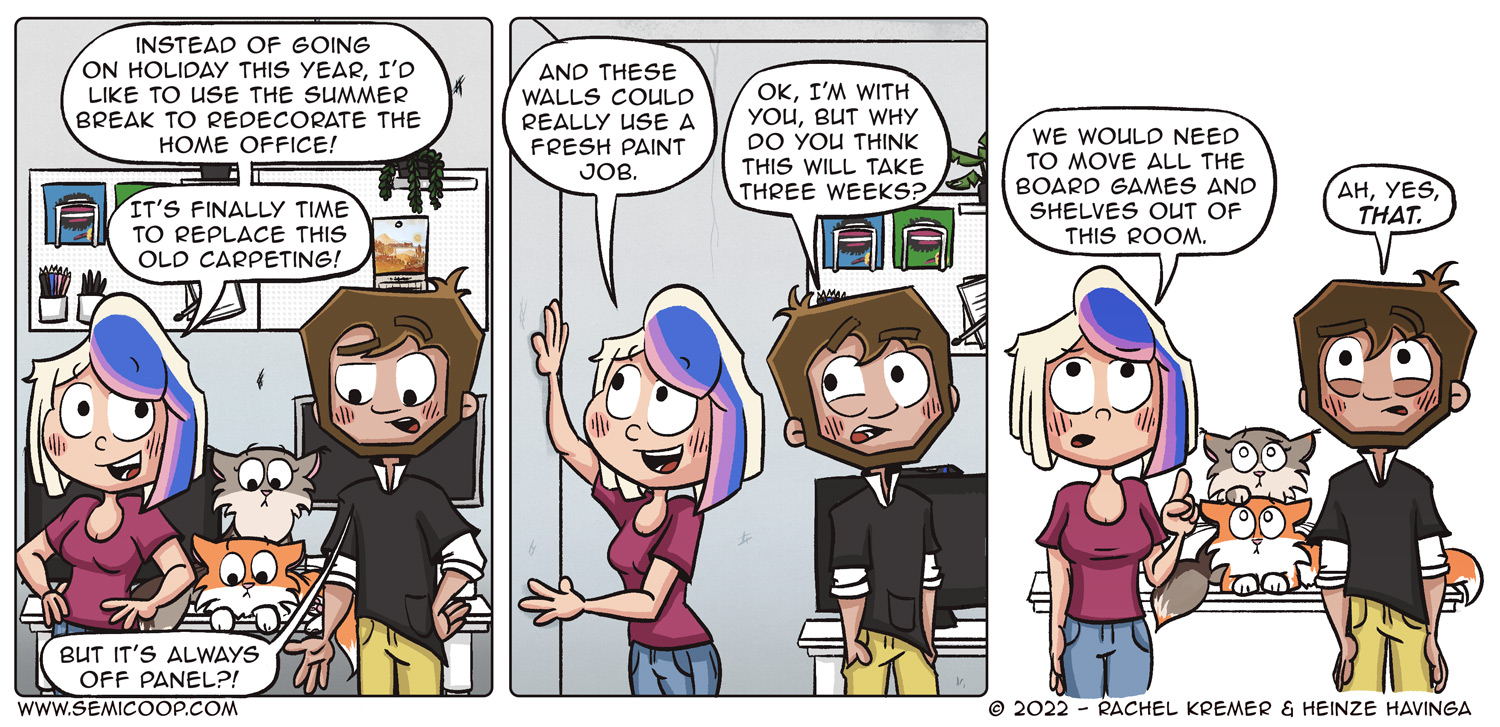 INSTEAD OF GOING
ON HOLIDAY THIS YEAR, I'D
LIKE TO USE THE SUMMER
BREAK TO REDECORATE THE
HOME OFFICE!
IT'S FINALLY TIME
TO REPLACE THIS
OLD CARPETING!
BUT IT'S ALWAYS
OFF PANEL?!
AND THESE
WALLS COULD
REALLY USE A
FRESH PAINT
JOB.
OK, I'M WITH
YOU, BUT WHY
DO YOU THINK
THIS WILL TAKE
THREE WEEKS?
WE WOULD NEED
TO MOVE ALL THE
BOARD GAMES AND
SHELVES OUT OF
THIS ROOM.
AH, YES,
THAT.
WWW.SEMICOOP.COM
© 2022 - RACHEL KREMER & HEINZE HAVINGA